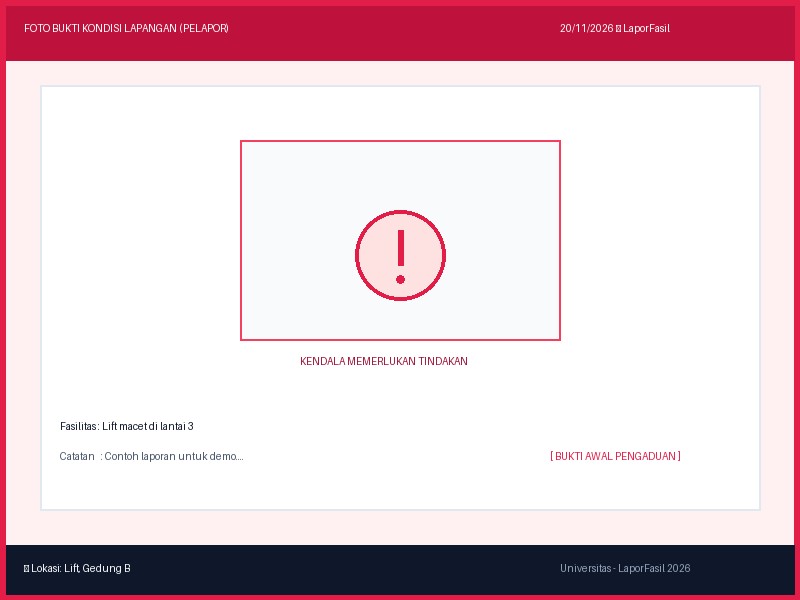 FOTO BUKTI KONDISI LAPANGAN (PELAPOR)
20/11/2026 LaporFasil
KENDALA MEMERLUKAN TINDAKAN
Fasilitas : Lift macet di lantai 3
Catatan : Contoh laporan untuk demo...
[ BUKTI AWAL PENGADUAN ]
Lokasi: Lift, Gedung B
Universitas - LaporFasil 2026